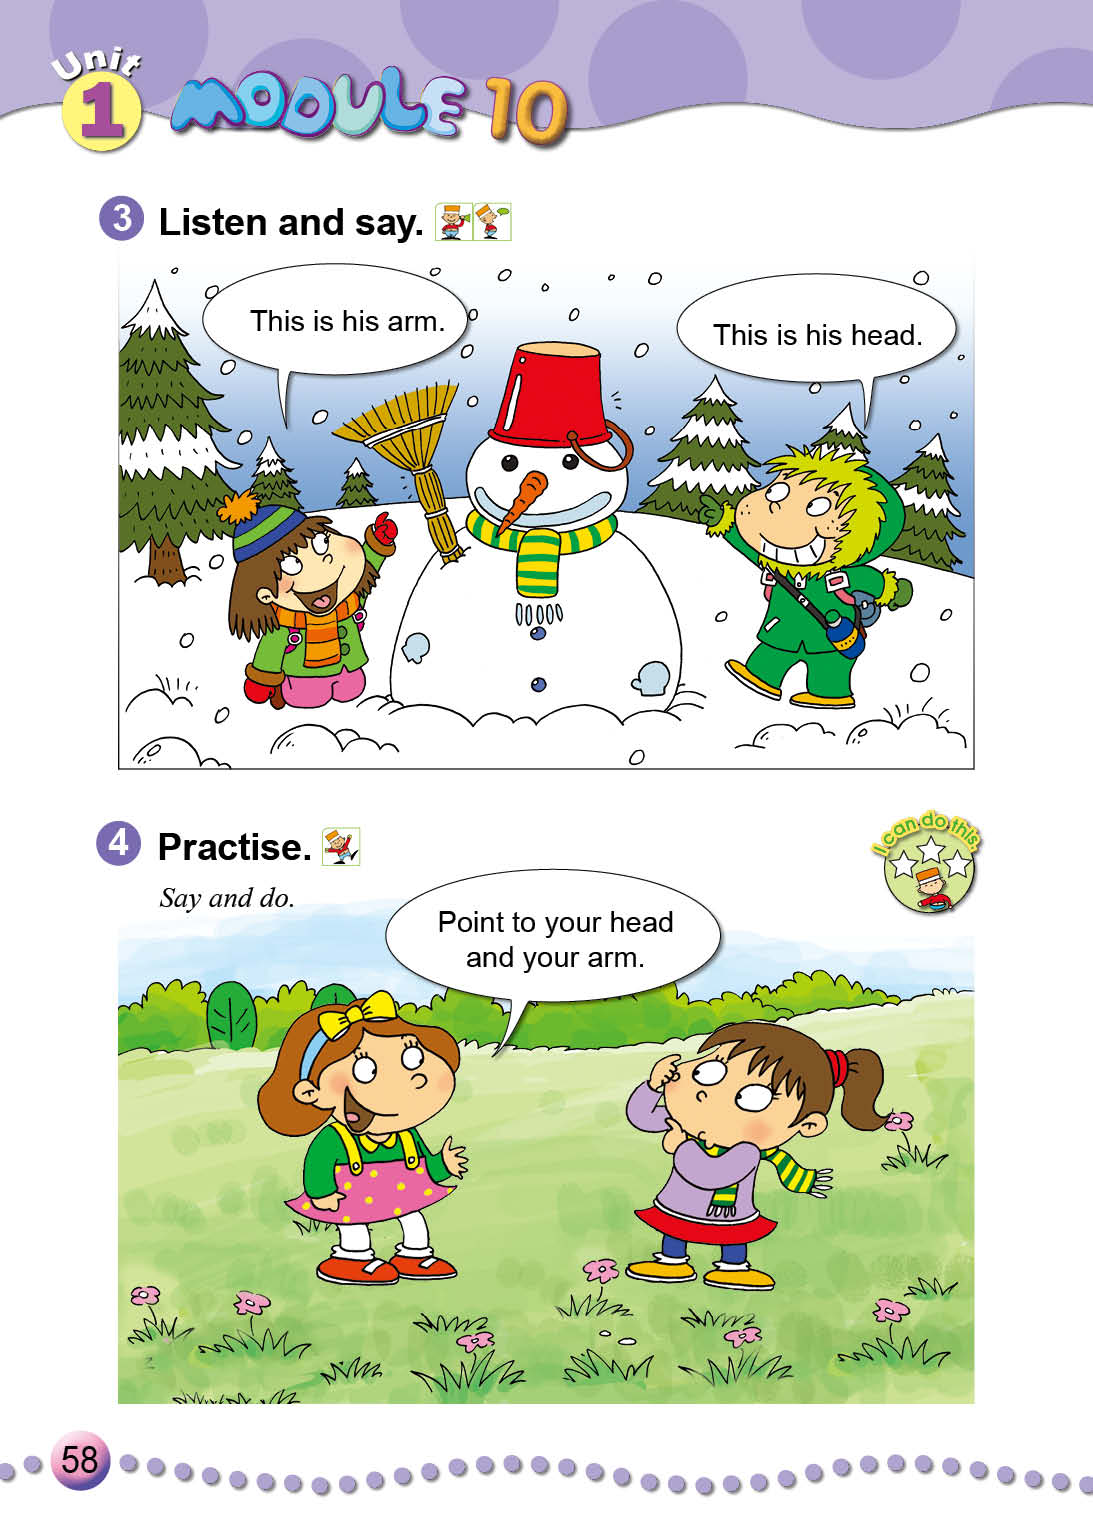 Unit
1 MODULE 10
3 Listen and say.
This is his arm.
This is his head.
4 Practise.
Say and do.
I can do this.
Point to your head
and your arm.
58